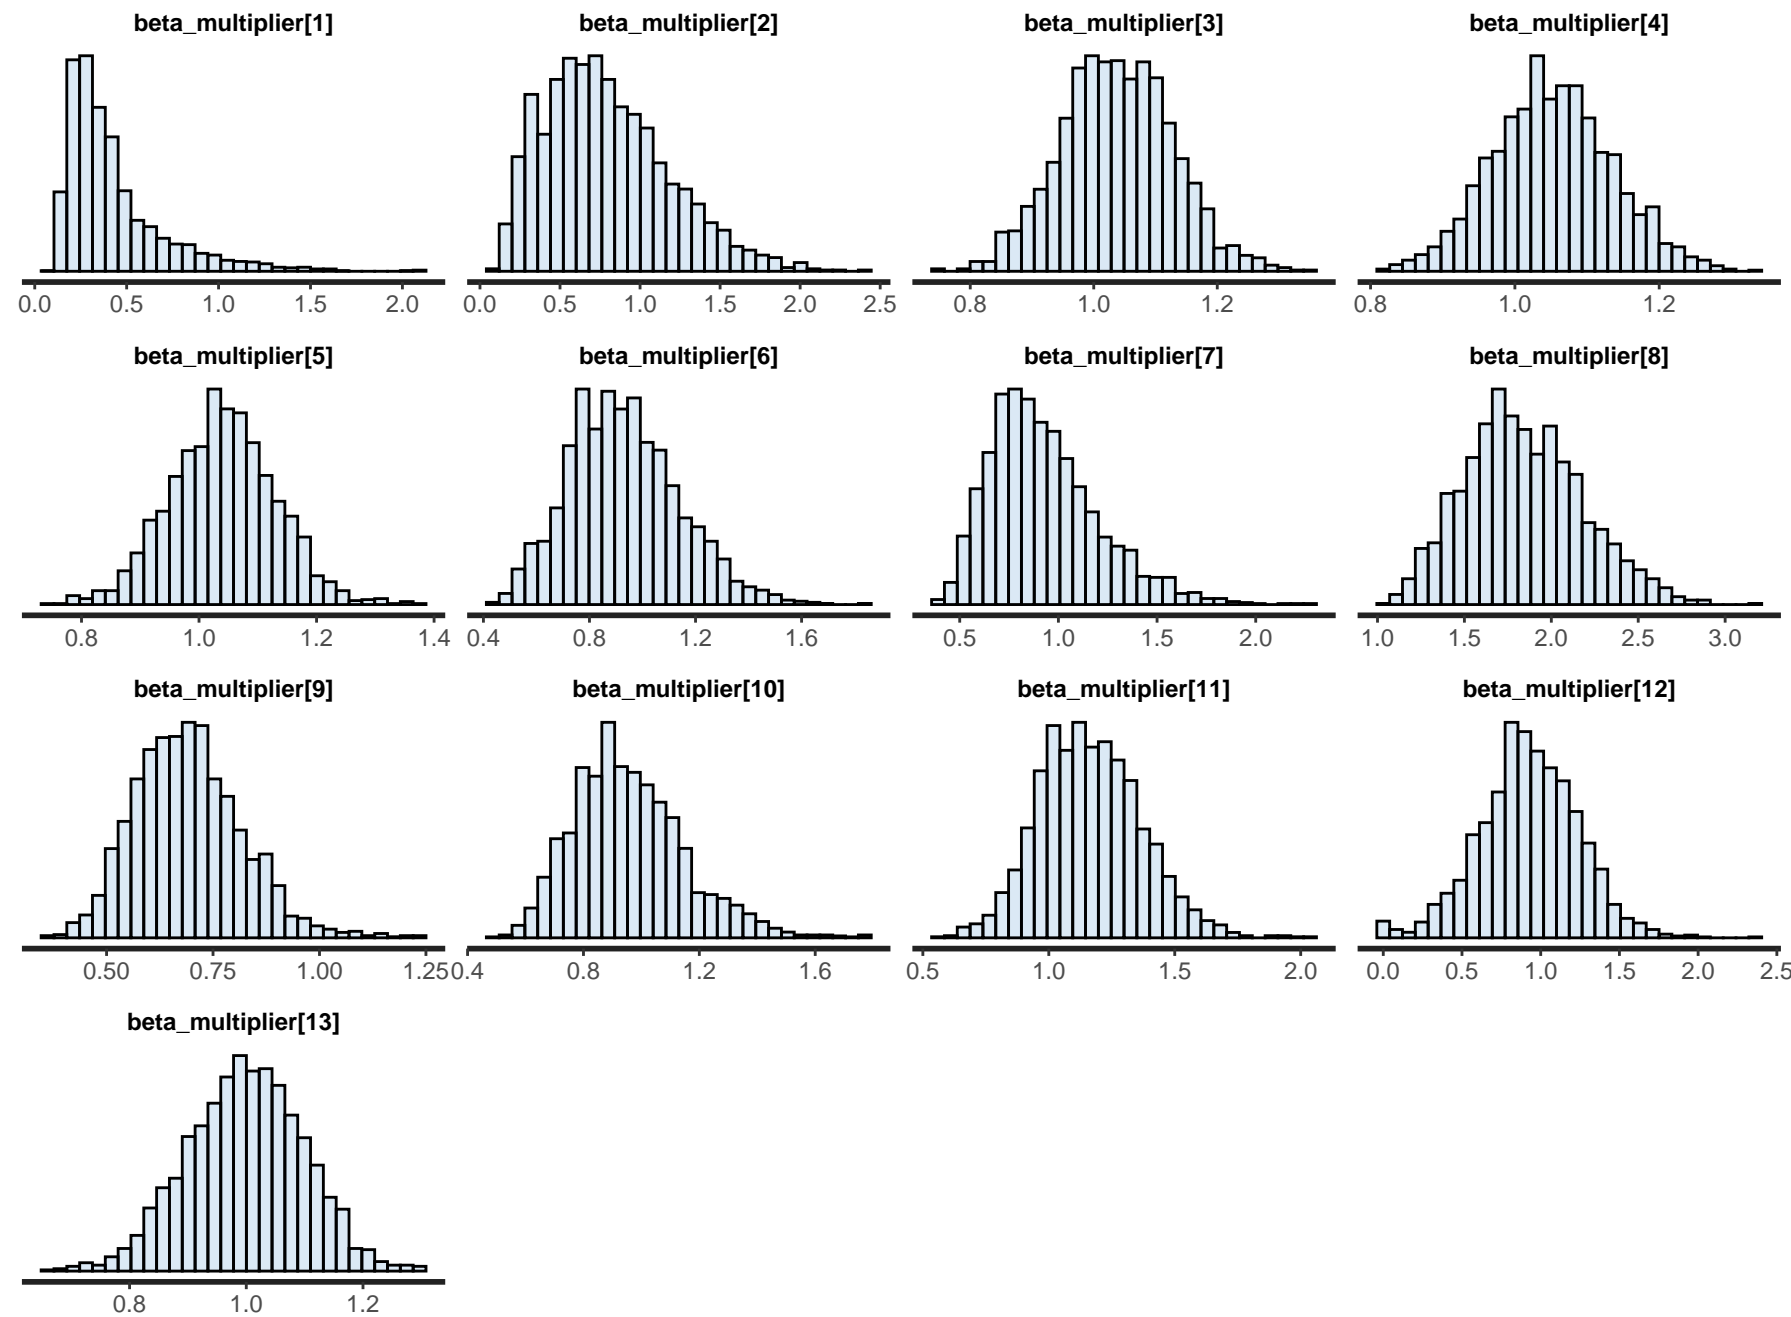 beta_multiplier[1] beta_multiplier[2] beta_multiplier[3] beta_multiplier[4]
0.0 0.5 1.0 1.5 2.0 0.0 0.5 1.0 1.5 2.0 2.5 0.8 1.0 1.2 0.8 1.0 1.2
beta_multiplier[5] beta_multiplier[6] beta_multiplier[7] beta_multiplier[8]
0.8 1.0 1.2 1.4 0.4 0.8 1.2 1.6 0.5 1.0 1.5 2.0 1.0 1.5 2.0 2.5 3.0
beta_multiplier[9] beta_multiplier[10] beta_multiplier[11] beta_multiplier[12]
0.50 0.75 1.00 1.25 0.4 0.8 1.2 1.6 0.5 1.0 1.5 2.0 0.0 0.5 1.0 1.5 2.0 2.5
beta_multiplier[13]
0.8 1.0 1.2